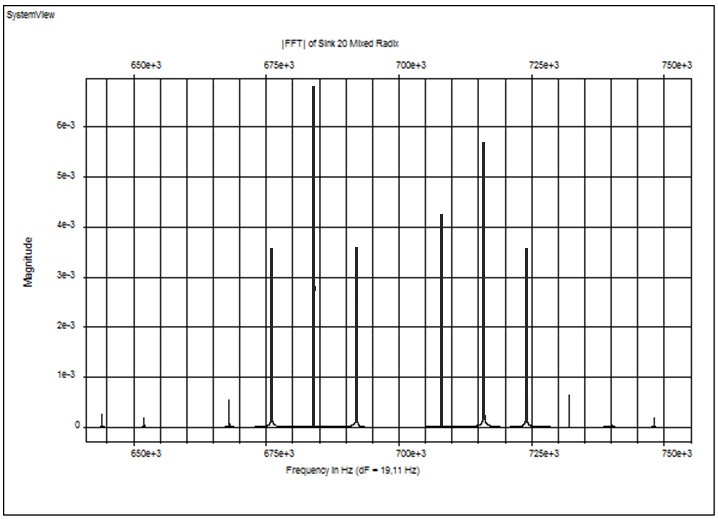 SystemView
|FFT| of Sink 20 Mixed Radix
650e+3 675e+3 700e+3 725e+3 750e+3
6e-3
5e-3
4e-3
3e-3
2e-3
1e-3
0
Magnitude
650e+3 675e+3 700e+3 725e+3 750e+3
Frequency in Hz (dF = 19,11 Hz)